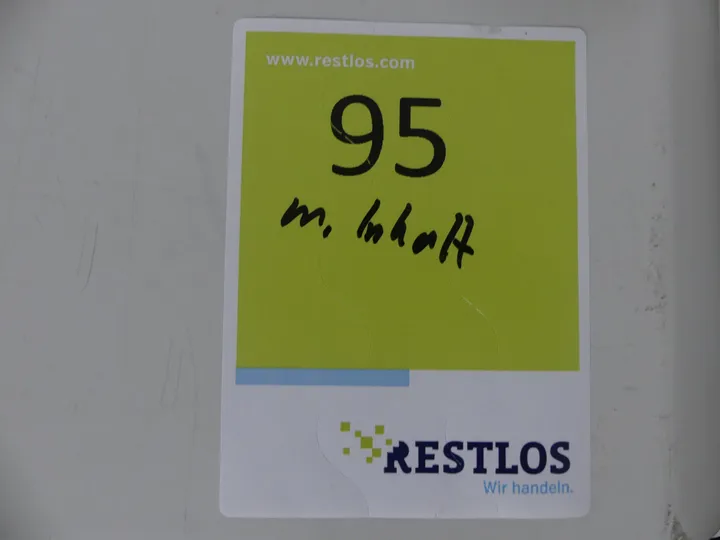 www.restlos.com
95
m. Inhalt
RESTLOS
Wir handeln.